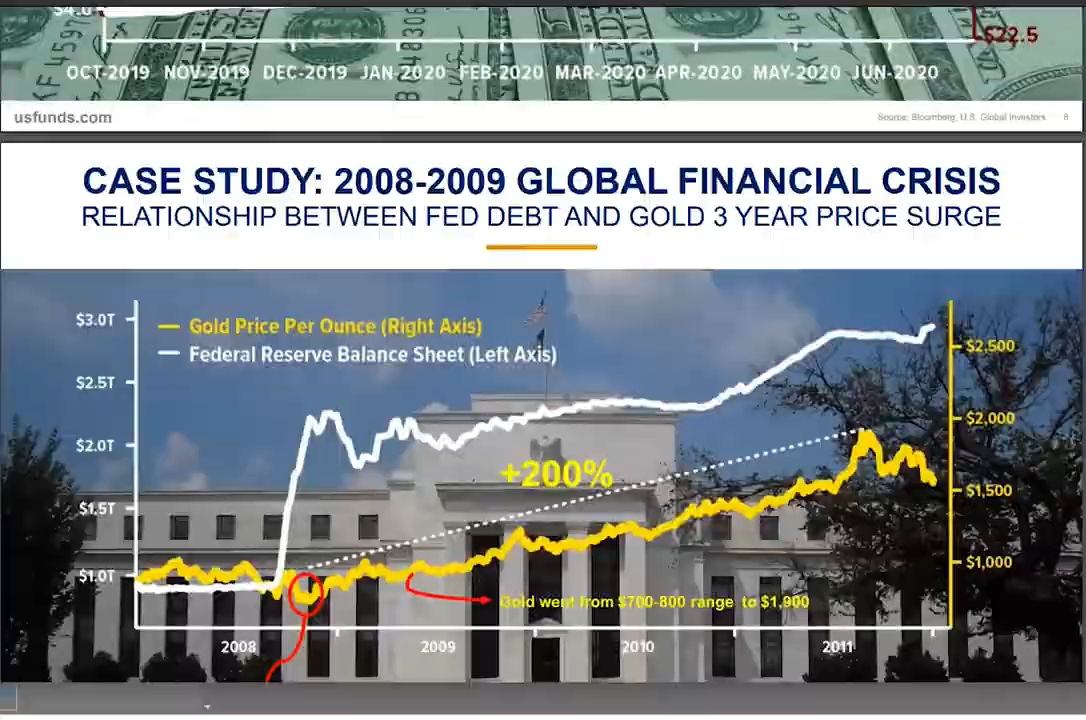 $4.0
$22.5
OCT-2019 NOV-2019 DEC-2019 JAN-2020 FEB-2020 MAR-2020 APR-2020 MAY-2020 JUN-2020
usfunds.com
Source: Bloomberg, U.S. Global Investors 8
CASE STUDY: 2008-2009 GLOBAL FINANCIAL CRISIS
RELATIONSHIP BETWEEN FED DEBT AND GOLD 3 YEAR PRICE SURGE
$3.0T
$2.5T
$2.0T
$1.5T
$1.0T
Gold Price Per Ounce (Right Axis)
Federal Reserve Balance Sheet (Left Axis)
+200%
Gold went from $700-800 range to $1,900
$2,500
$2,000
$1,500
$1,000
2008 2009 2010 2011